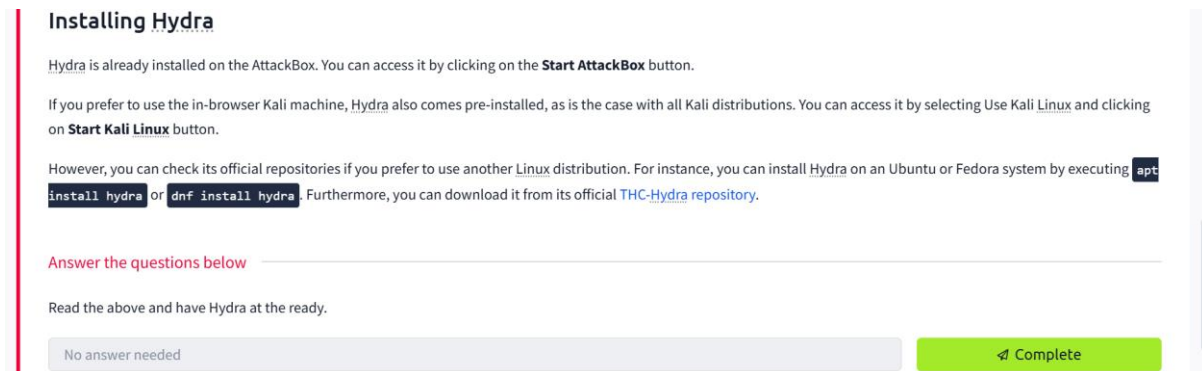 Installing Hydra
Hydra is already installed on the AttackBox. You can access it by clicking on the Start AttackBox button.
If you prefer to use the in-browser Kali machine, Hydra also comes pre-installed, as is the case with all Kali distributions. You can access it by selecting Use Kali Linux and clicking
on Start Kali Linux button.
However, you can check its official repositories if you prefer to use another Linux distribution. For instance, you can install Hydra on an Ubuntu or Fedora system by executing apt
install hydra or dnf install hydra. Furthermore, you can download it from its official THC-Hydra repository.
Answer the questions below
Read the above and have Hydra at the ready.
No answer needed
Complete